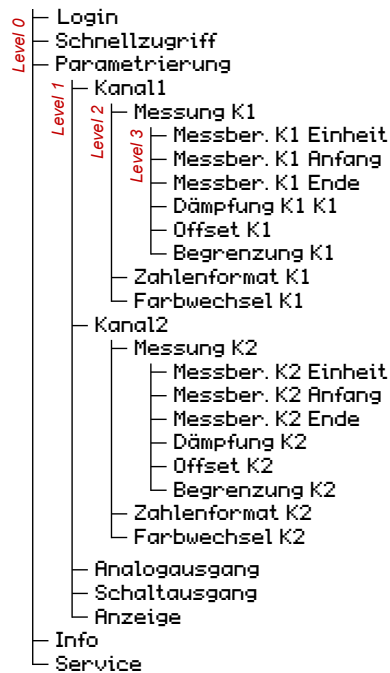 Level 0
Login
Schnellzugriff
Parametrierung
Level 1
Kanal1
Level 2
Messung K1
Level 3
Messber. K1 Einheit
Messber. K1 Anfang
Messber. K1 Ende
Dämpfung K1 K1
Offset K1
Begrenzung K1
Zahlenformat K1
Farbwechsel K1
Kanal2
Messung K2
Messber. K2 Einheit
Messber. K2 Anfang
Messber. K2 Ende
Dämpfung K2
Offset K2
Begrenzung K2
Zahlenformat K2
Farbwechsel K2
Analogausgang
Schaltausgang
Anzeige
Info
Service